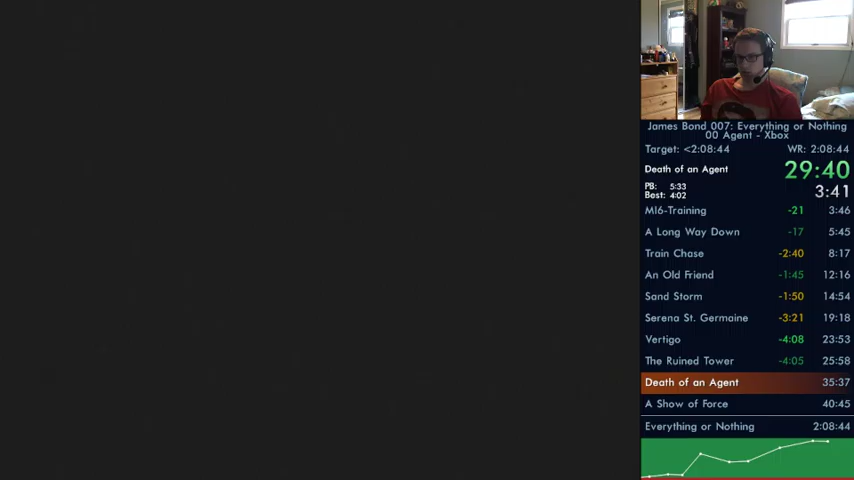 James Bond 007: Everything or Nothing
00 Agent - Xbox
Target: <2:08:44 WR: 2:08:44
Death of an Agent 29:40
PB: 5:33 3:41
Best: 4:02
MI6-Training -21 3:46
A Long Way Down -17 5:45
Train Chase -2:40 8:17
An Old Friend -1:45 12:16
Sand Storm -1:50 14:54
Serena St. Germaine -3:21 19:18
Vertigo -4:08 23:53
The Ruined Tower -4:05 25:58
Death of an Agent 35:37
A Show of Force 40:45
Everything or Nothing 2:08:44